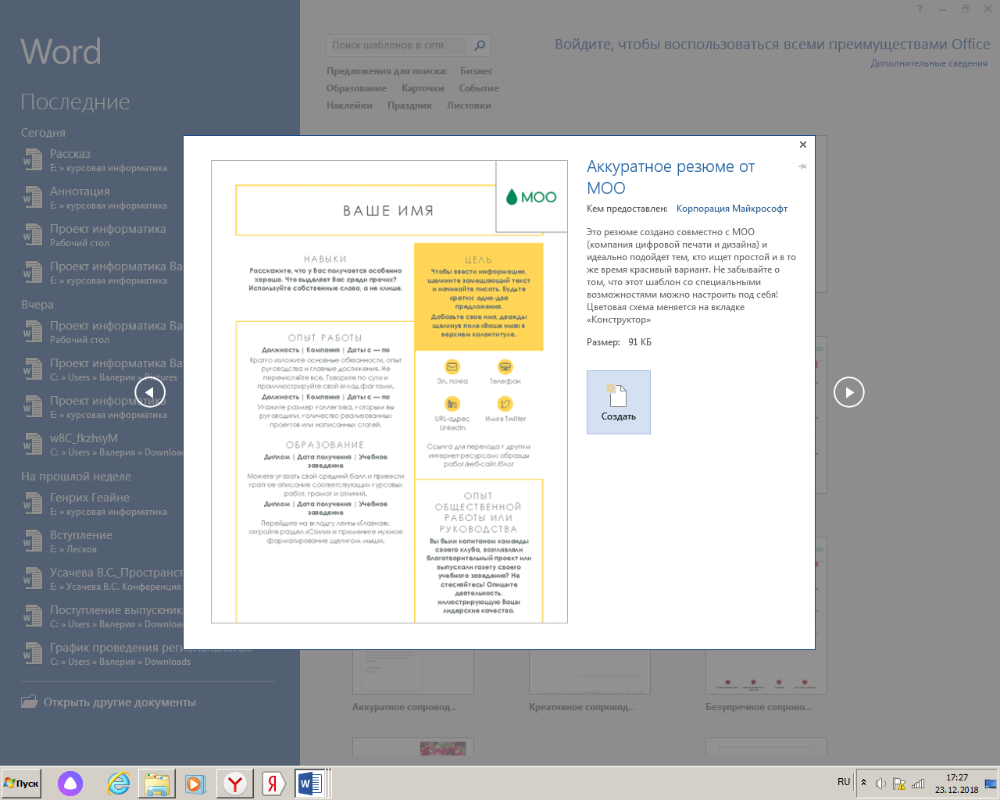 Word
Последние
Сегодня
Рассказ
E: » курсовая информатика
Аннотация
E: » курсовая информатика
Проект информатика
Рабочий стол
Проект информатика Ва
E: » курсовая информатика
Вчера
Проект информатика Ва
Рабочий стол
Проект информатика Ва
C: » Users » Валерия » Pictures
Проект информатика
E: » курсовая информатика
w8C_fkzhsyM
C: » Users » Валерия » Downloa
На прошлой неделе
Генрих Геайне
E: » курсовая информатика
Вступление
E: » Лесков
Усачева В.С._Пространст
E: » Усачева В.С. Конференция
Поступление выпускник
C: » Users » Валерия » Downloa
График проведения регионального...
C: » Users » Валерия » Downloads
Открыть другие документы
?
Поиск шаблонов в сети
Войдите, чтобы воспользоваться всеми преимуществами Office
Дополнительные сведения
Предложения для поиска: Бизнес
Образование Карточки Событие
Наклейки Праздник Листовки
ВАШЕ ИМЯ
MOO
НАВЫКИ
Расскажите, что у Вас получается особенно
хорошо. Что выделяет Вас среди прочих?
Используйте собственные слова, а не клише.
ЦЕЛЬ
Чтобы ввести информацию,
щелкните замещающий текст
и начинайте писать. Будьте
кратки: одно-два
предложения.
Добавьте свое имя, дважды
щелкнув поле «Ваше имя» в
верхнем колонтитуле.
ОПЫТ РАБОТЫ
Должность | Компания | Даты с — по
Кратко изложите основные обязанности, опыт
руководства и главные достижения. Не
перечисляйте все. Говорите по сути и
проиллюстрируйте свой вклад фактами.
Должность | Компания | Даты с — по
Укажите размер коллектива, которым вы
руководили, количество реализованных
проектов или написанных статей.
ОБРАЗОВАНИЕ
Диплом | Дата получения | Учебное
заведение
Можете указать свой средний балл и привести
краткое описание соответствующих курсовых
работ, грамот и отличий.
Диплом | Дата получения | Учебное
заведение
Перейдите на вкладку ленты «Главная»,
откройте раздел «Стили» и примените нужное
форматирование щелчком мыши.
Эл. почта Телефон
URL-адрес Имя в Twitter
LinkedIn
Ссылка для перехода к другим
интернет-ресурсам: образцы
работ/веб-сайт/блог
ОПЫТ
ОБЩЕСТВЕННОЙ
РАБОТЫ ИЛИ
РУКОВОДСТВА
Вы были капитаном команды
своего клуба, возглавляли
благотворительный проект или
выпускали газету своего
учебного заведения? Не
стесняйтесь! Опишите
деятельность,
иллюстрирующую Ваши
лидерские качества.
Аккуратное резюме от
MOO
Кем предоставлен: Корпорация Майкрософт
Это резюме создано совместно с MOO
(компания цифровой печати и дизайна) и
идеально подойдет тем, кто ищет простой и в то
же время красивый вариант. Не забывайте о
том, что этот шаблон со специальными
возможностями можно настроить под себя!
Цветовая схема меняется на вкладке
«Конструктор»
Размер: 91 КБ
Создать
Аккуратное сопровод... Креативное сопровод... Безупречное сопрово...
Пуск
Я
RU
17:27
23.12.2018